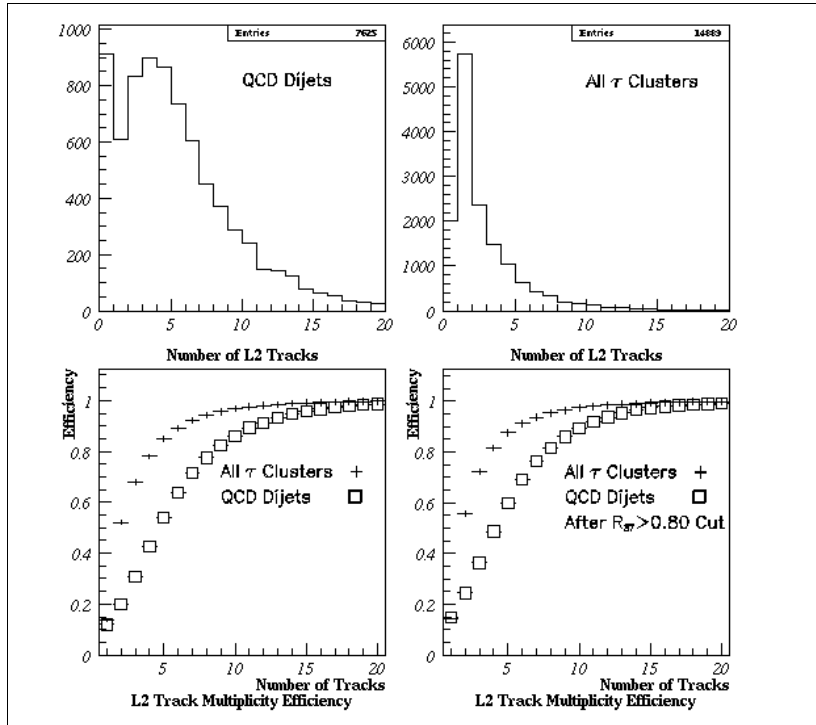 Entries 7625
QCD Dijets
1000
800
600
400
200
0
0 5 10 15 20
Number of L2 Tracks
Entries 14889
All τ Clusters
6000
5000
4000
3000
2000
1000
0
0 5 10 15 20
Number of L2 Tracks
Efficiency
1
0.8
0.6
0.4
0.2
0
All τ Clusters +
QCD Dijets □
5 10 15 20
Number of Tracks
L2 Track Multiplicity Efficiency
Efficiency
1
0.8
0.6
0.4
0.2
0
All τ Clusters +
QCD Dijets □
After R37>0.80 Cut
5 10 15 20
Number of Tracks
L2 Track Multiplicity Efficiency